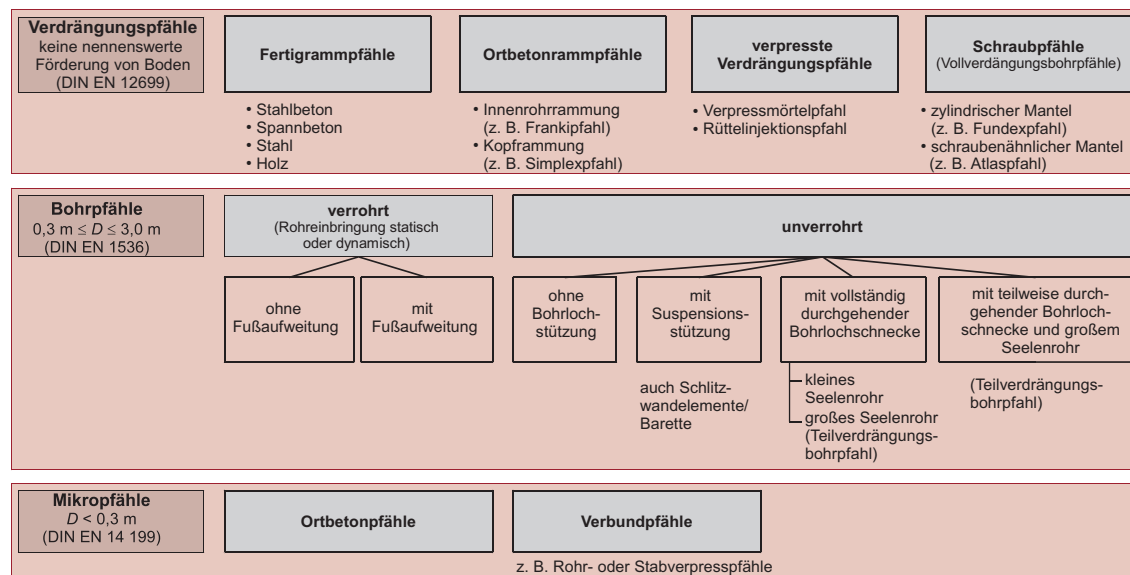 Verdrängungspfähle
keine nennenswerte
Förderung von Boden
(DIN EN 12699)
Fertigrammpfähle
• Stahlbeton
• Spannbeton
• Stahl
• Holz
Ortbetonrammpfähle
• Innenrohrrammung
(z. B. Frankipfahl)
• Kopframmung
(z. B. Simplexpfahl)
verpresste
Verdrängungspfähle
• Verpressmörtelpfahl
• Rüttelinjektionspfahl
Schraubpfähle
(Vollverdängungsbohrpfähle)
• zylindrischer Mantel
(z. B. Fundexpfahl)
• schraubenähnlicher Mantel
(z. B. Atlaspfahl)
Bohrpfähle
0,3 m ≤ D ≤ 3,0 m
(DIN EN 1536)
verrohrt
(Rohreinbringung statisch
oder dynamisch)
ohne
Fußaufweitung
mit
Fußaufweitung
unverrohrt
ohne
Bohrloch-
stützung
mit
Suspensions-
stützung
auch Schlitz-
wandelemente/
Barette
mit vollständig
durchgehender
Bohrlochschnecke
kleines
Seelenrohr
großes Seelenrohr
(Teilverdrängungs-
bohrpfahl)
mit teilweise durch-
gehender Bohrloch-
schnecke und großem
Seelenrohr
(Teilverdrängungs-
bohrpfahl)
Mikropfähle
D < 0,3 m
(DIN EN 14 199)
Ortbetonpfähle
Verbundpfähle
z. B. Rohr- oder Stabverpresspfähle